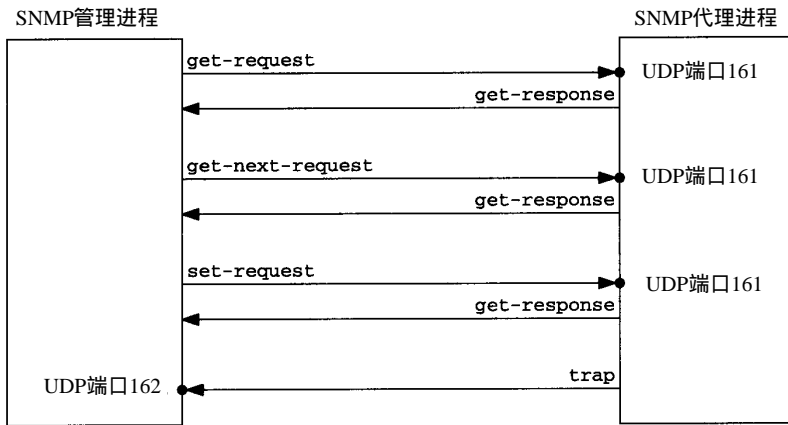 SNMP管理进程
SNMP代理进程
get-request
UDP端口161
get-response
get-next-request
UDP端口161
get-response
set-request
UDP端口161
get-response
trap
UDP端口162